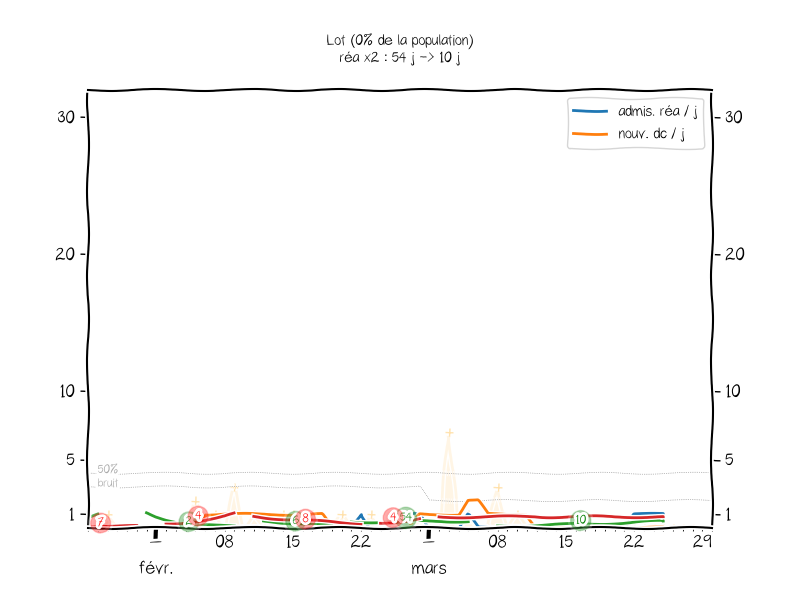 Lot (0% de la population)
réa x2 : 54 j -> 10 j
admis. réa / j
nouv. dc / j
30 30
20 20
10 10
5 5
50%
bruit
1 1
7 2 4 6 8 4 54 10
08 15 22 08 15 22 29
févr. mars